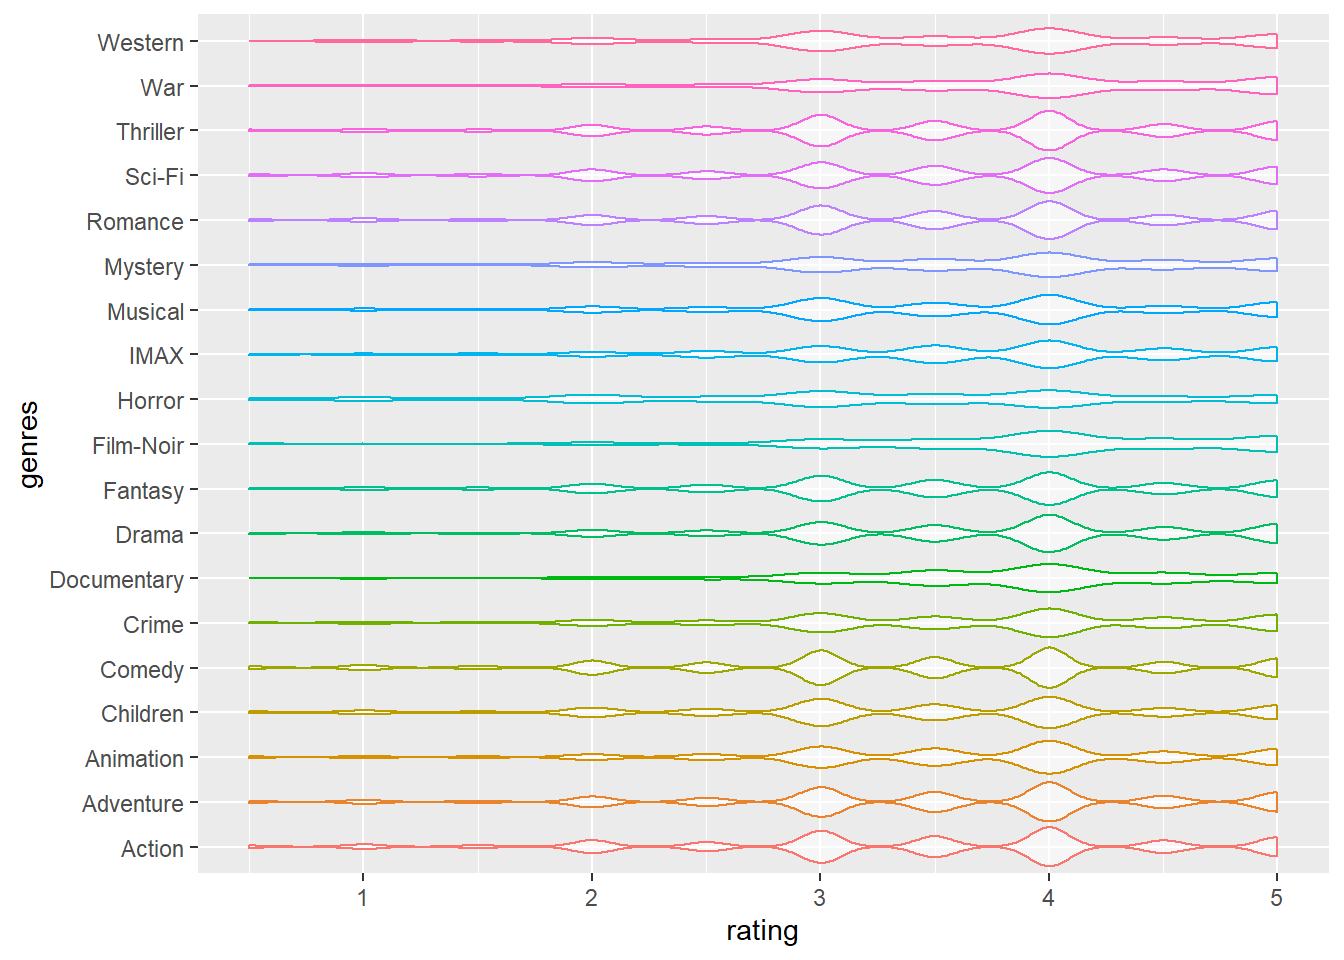 Western
War
Thriller
Sci-Fi
Romance
Mystery
Musical
IMAX
Horror
Film-Noir
Fantasy
Drama
Documentary
Crime
Comedy
Children
Animation
Adventure
Action
genres
1 2 3 4 5
rating